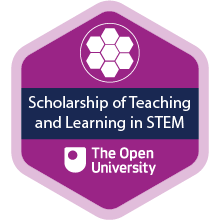 Scholarship of Teaching
and Learning in STEM
The Open
University